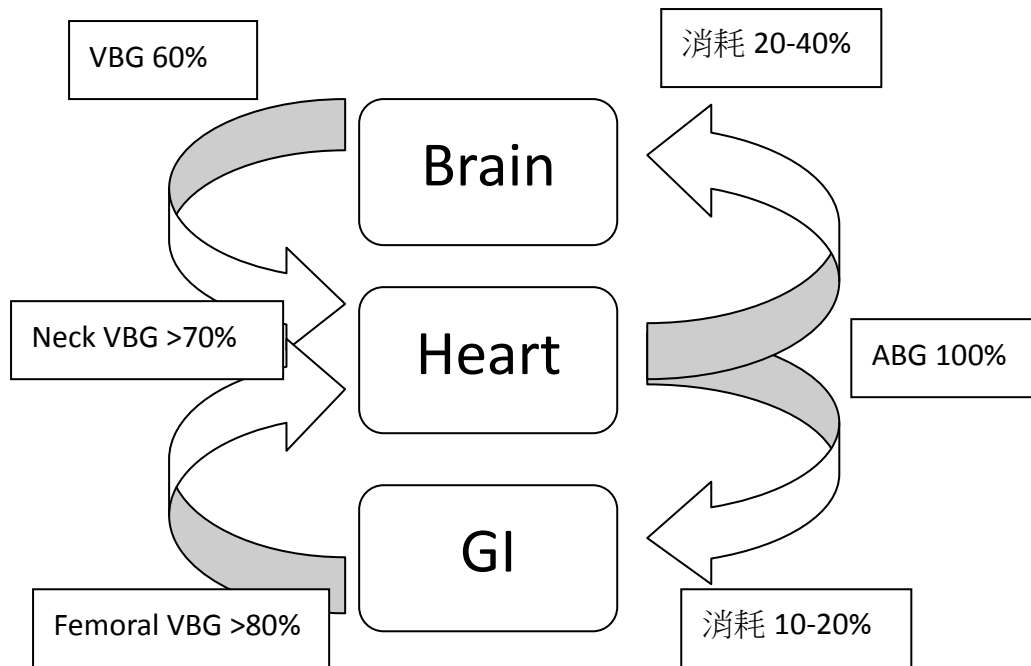 VBG 60%
消耗 20-40%
Brain
Neck VBG >70%
Heart
ABG 100%
GI
Femoral VBG >80%
消耗 10-20%